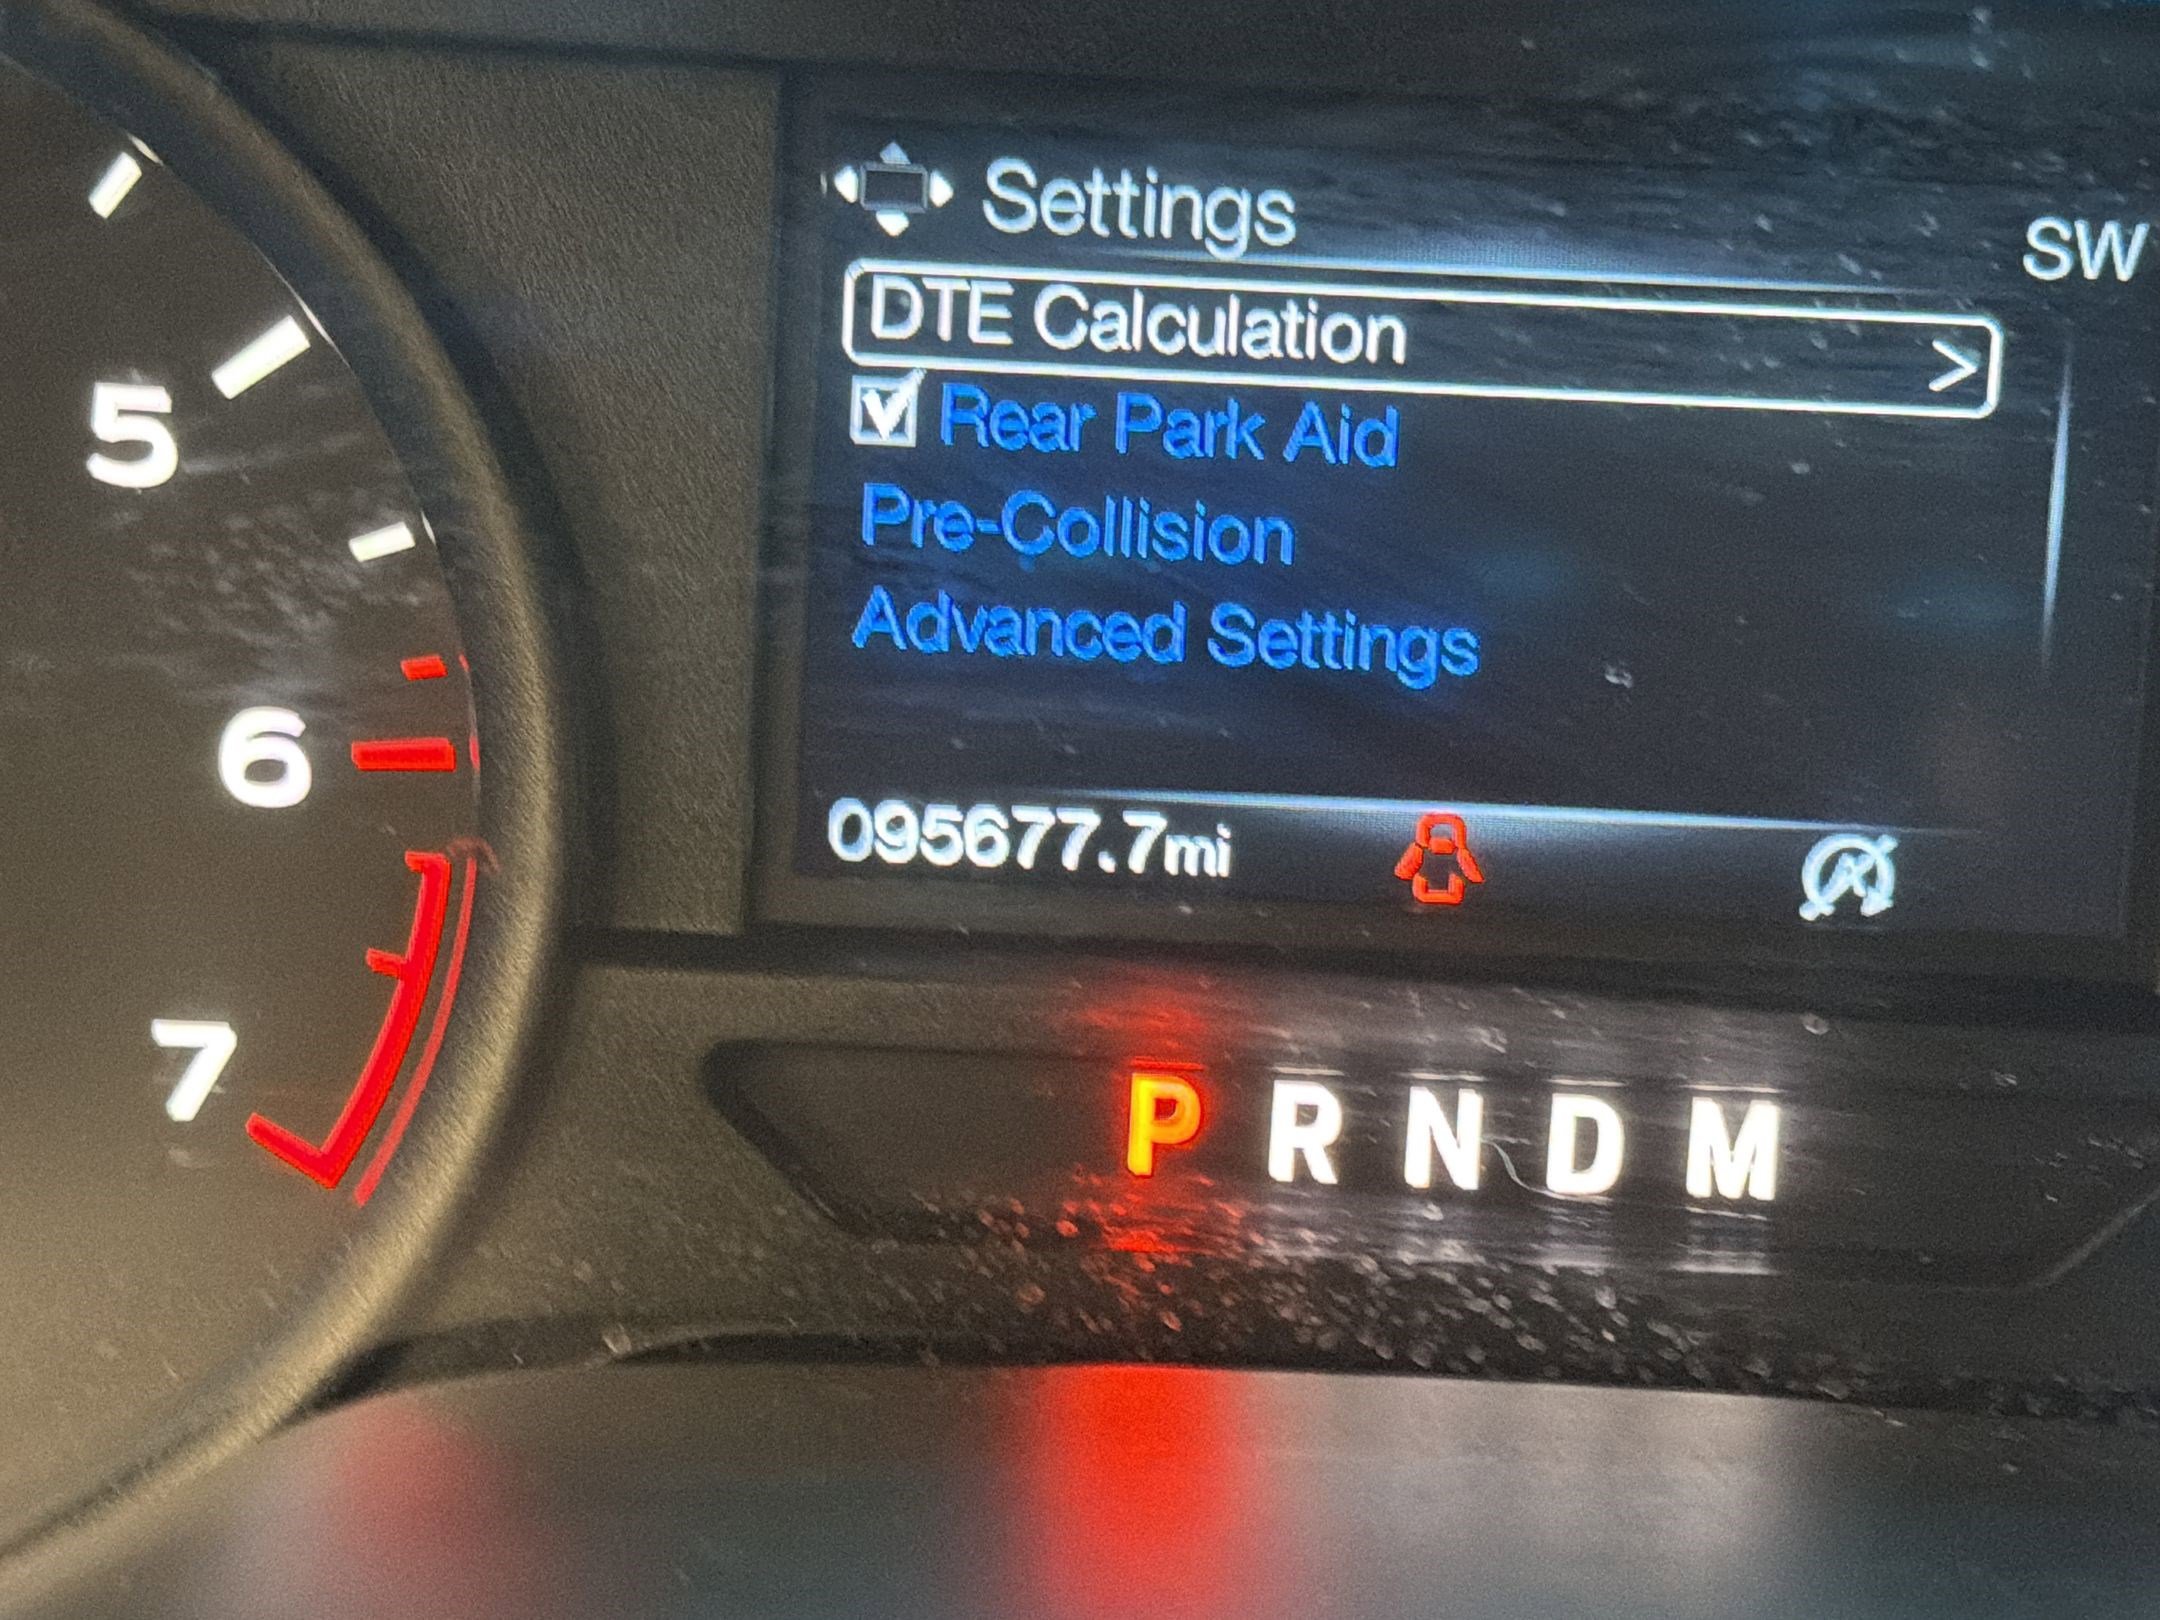 Settings
SW
DTE Calculation >
Rear Park Aid
Pre-Collision
Advanced Settings
095677.7mi
5
6
7
P R N D M